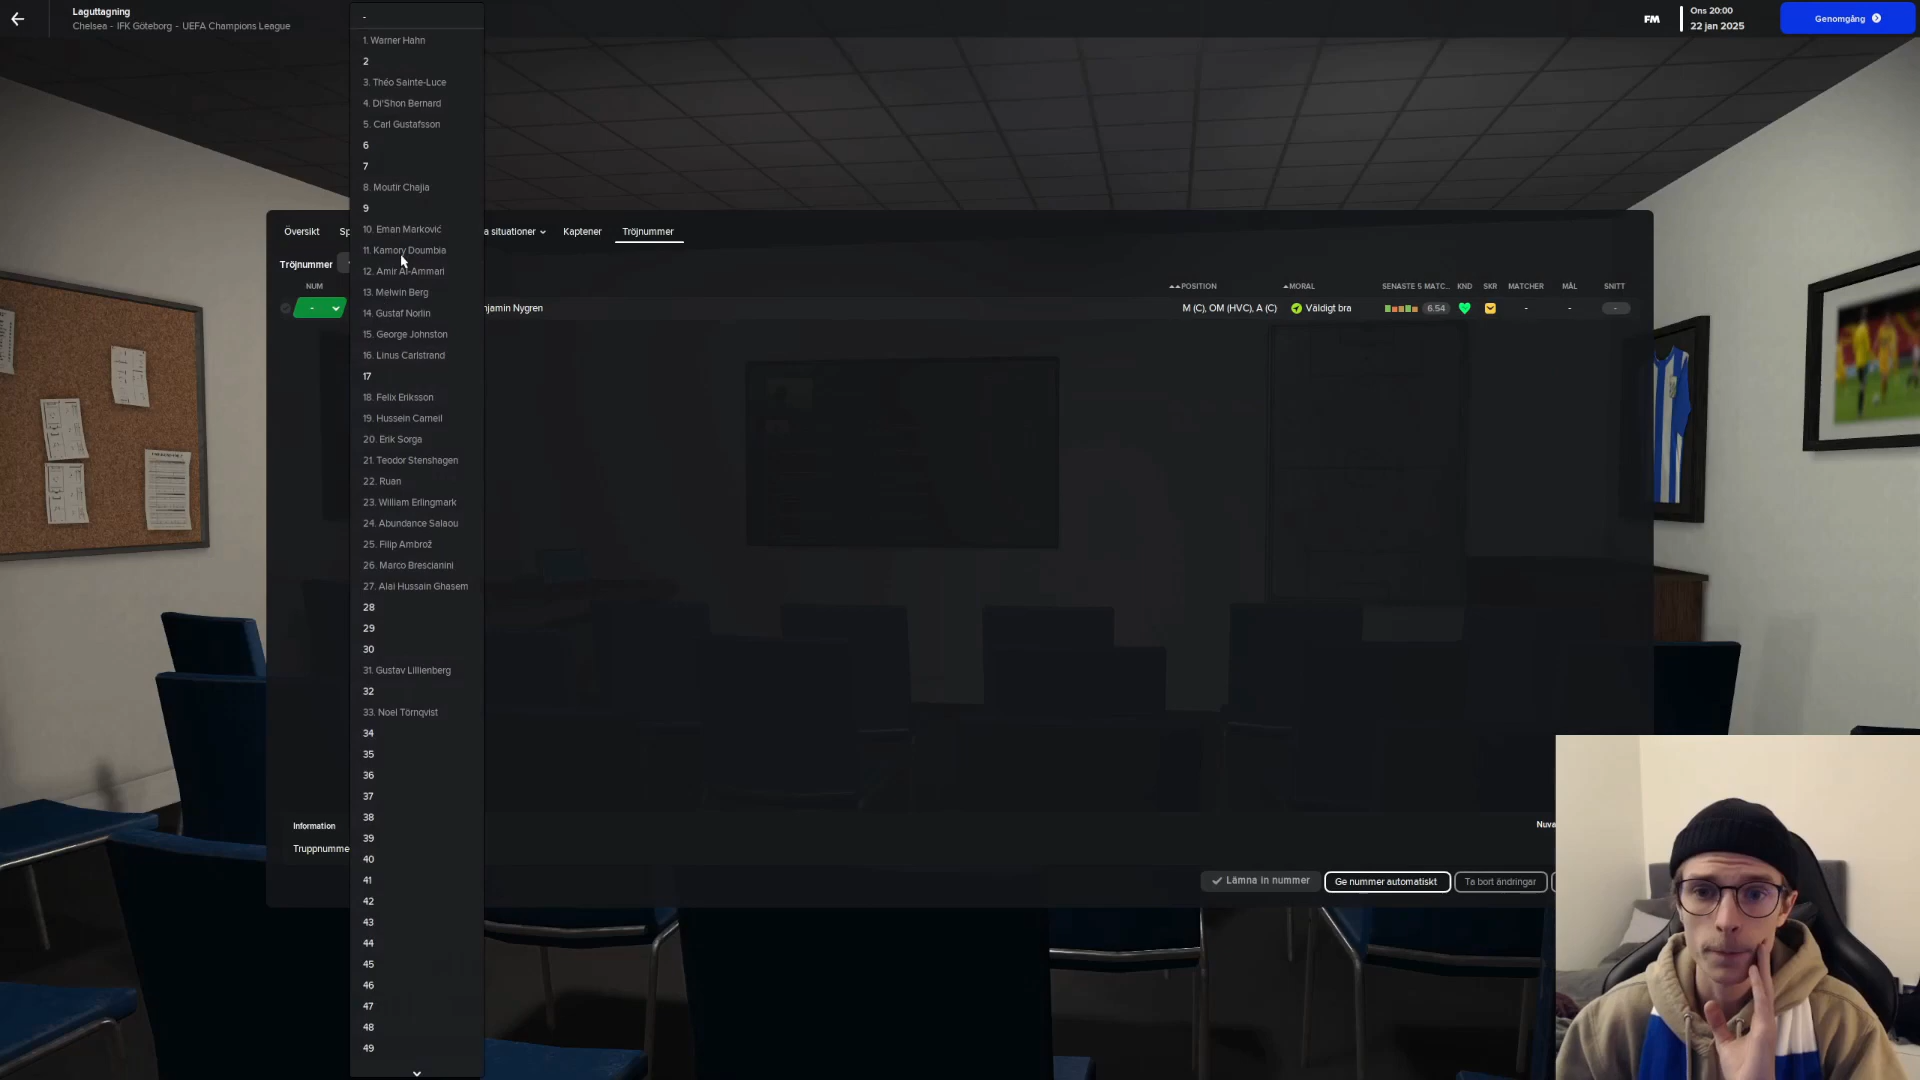 Laguttagning
Chelsea - IFK Göteborg - UEFA Champions League
FM
Ons 20:00
22 jan 2025
Genomgång
-
1. Warner Hahn
2
3. Théo Sainte-Luce
4. Di'Shon Bernard
5. Carl Gustafsson
6
7
8. Moutir Chajia
9
10. Eman Marković
11. Kamory Doumbia
12. Amir Al-Ammari
13. Melwin Berg
14. Gustaf Norlin
15. George Johnston
16. Linus Carlstrand
17
18. Felix Eriksson
19. Hussein Carneil
20. Erik Sorga
21. Teodor Stenshagen
22. Ruan
23. William Erlingmark
24. Abundance Salaou
25. Filip Ambrož
26. Marco Brescianini
27. Alai Hussain Ghasem
28
29
30
31. Gustav Lillienberg
32
33. Noel Törnqvist
34
35
36
37
38
39
40
41
42
43
44
45
46
47
48
49
Översikt
Sp
a situationer
Kaptener
Tröjnummer
Tröjnummer
NUM
POSITION
MORAL
SENASTE 5 MATC...
KND
SKR
MATCHER
MÅL
SNITT
-
njamin Nygren
M (C), OM (HVC), A (C)
Väldigt bra
6.54
-
-
-
Information
Truppnumme
Nuva
Lämna in nummer
Ge nummer automatiskt
Ta bort ändringar